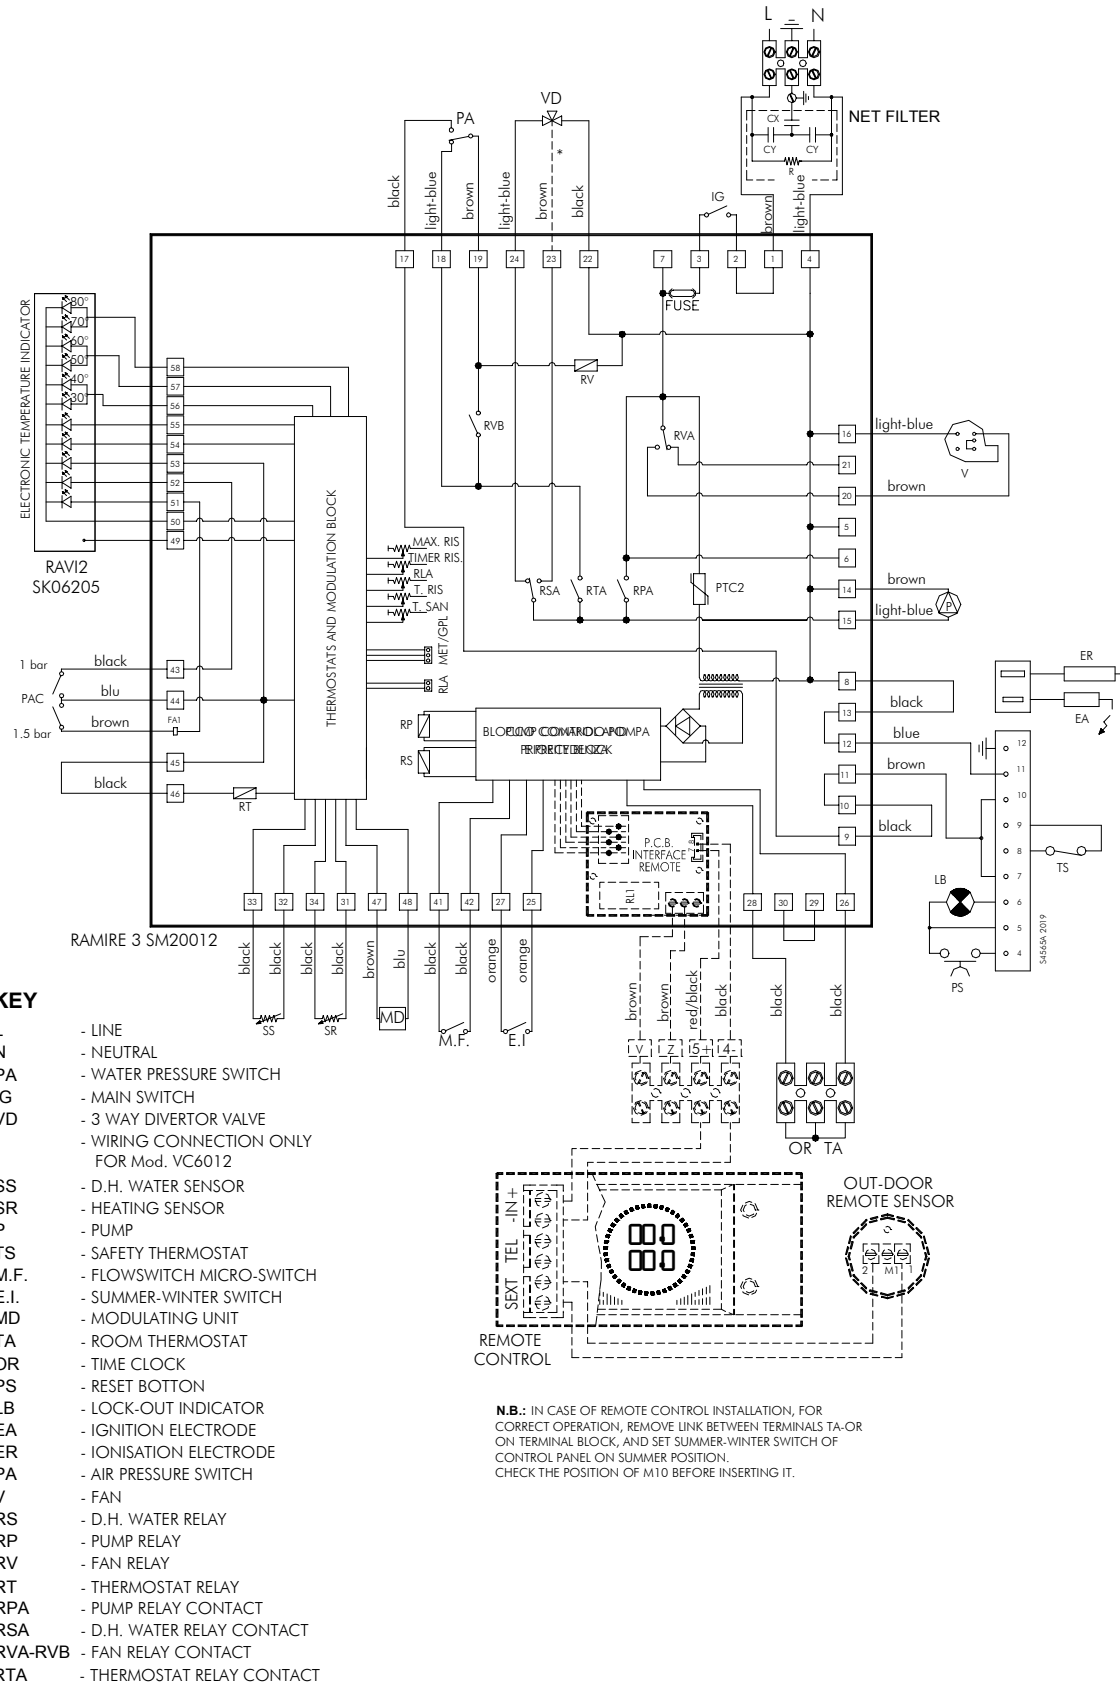 L N
NET FILTER
CX
CY CY
R
VD
PA
*
IG
black
light-blue
brown
light-blue
brown
black
brown
light-blue
17 18 19 24 23 22 7 3 2 1 4
FUSE
ELECTRONIC TEMPERATURE INDICATOR
80°
70°
60°
50°
40°
30°
RAVI2
SK06205
58
57
56
55
54
53
52
51
50
49
RV
RVB
RVA
16 light-blue
21
20 brown
V
5
6
14 brown
15 light-blue
P
THERMOSTATS AND MODULATION BLOCK
MAX. RIS
TIMER RIS.
RLA
T. RIS
T. SAN
MET/GPL
RLA
RSA RTA RPA PTC2
1 bar
PAC
1.5 bar
black
blu
brown
black
43
44
FA1
45
46
RT
RP
RS
8
black
13
12 blue
11 brown
10
9 black
ER
EA
12
11
10
9
8
7
6
5
4
TS
LB
PS
S4565A 2019
P.C.B.
INTERFACE
REMOTE
RL1
33 32 34 31 47 48 41 42 27 25 28 30 29 26
RAMIRE 3 SM20012
black
black
black
black
brown
blu
black
black
orange
orange
brown
brown
red/black
black
black
black
SS SR MD M.F. E.I
V Z 5+ 4-
OR TA
KEY
L - LINE
N - NEUTRAL
PA - WATER PRESSURE SWITCH
IG - MAIN SWITCH
VD - 3 WAY DIVERTOR VALVE
- WIRING CONNECTION ONLY
FOR Mod. VC6012
SS - D.H. WATER SENSOR
SR - HEATING SENSOR
P - PUMP
TS - SAFETY THERMOSTAT
M.F. - FLOWSWITCH MICRO-SWITCH
E.I. - SUMMER-WINTER SWITCH
MD - MODULATING UNIT
TA - ROOM THERMOSTAT
OR - TIME CLOCK
PS - RESET BOTTON
LB - LOCK-OUT INDICATOR
EA - IGNITION ELECTRODE
ER - IONISATION ELECTRODE
PA - AIR PRESSURE SWITCH
V - FAN
RS - D.H. WATER RELAY
RP - PUMP RELAY
RV - FAN RELAY
RT - THERMOSTAT RELAY
RPA - PUMP RELAY CONTACT
RSA - D.H. WATER RELAY CONTACT
RVA-RVB - FAN RELAY CONTACT
RTA - THERMOSTAT RELAY CONTACT
SEXT TEL -IN+
REMOTE
CONTROL
OUT-DOOR
REMOTE SENSOR
2 M1 1
N.B.: IN CASE OF REMOTE CONTROL INSTALLATION, FOR
CORRECT OPERATION, REMOVE LINK BETWEEN TERMINALS TA-OR
ON TERMINAL BLOCK, AND SET SUMMER-WINTER SWITCH OF
CONTROL PANEL ON SUMMER POSITION.
CHECK THE POSITION OF M10 BEFORE INSERTING IT.